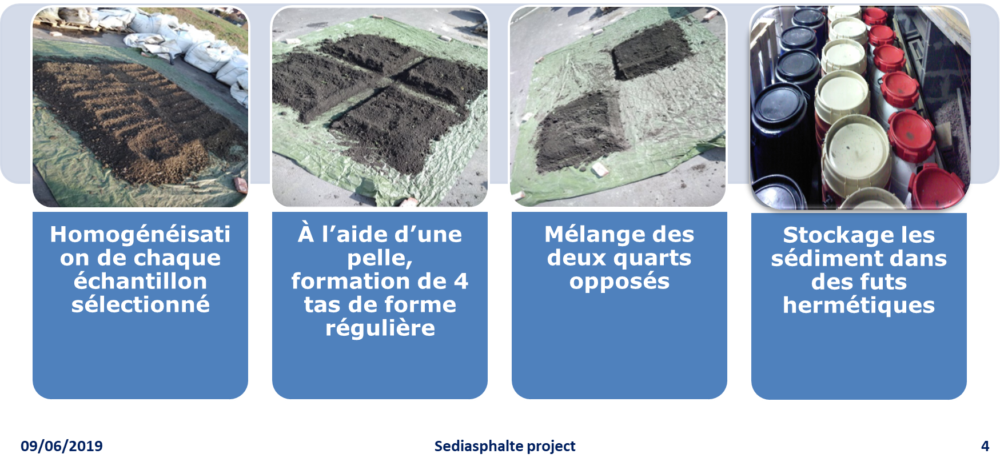 Homogénéisati
on de chaque
échantillon
sélectionné
À l’aide d’une
pelle,
formation de 4
tas de forme
régulière
Mélange des
deux quarts
opposés
Stockage les
sédiment dans
des futs
hermétiques
09/06/2019
Sediasphalte project
4